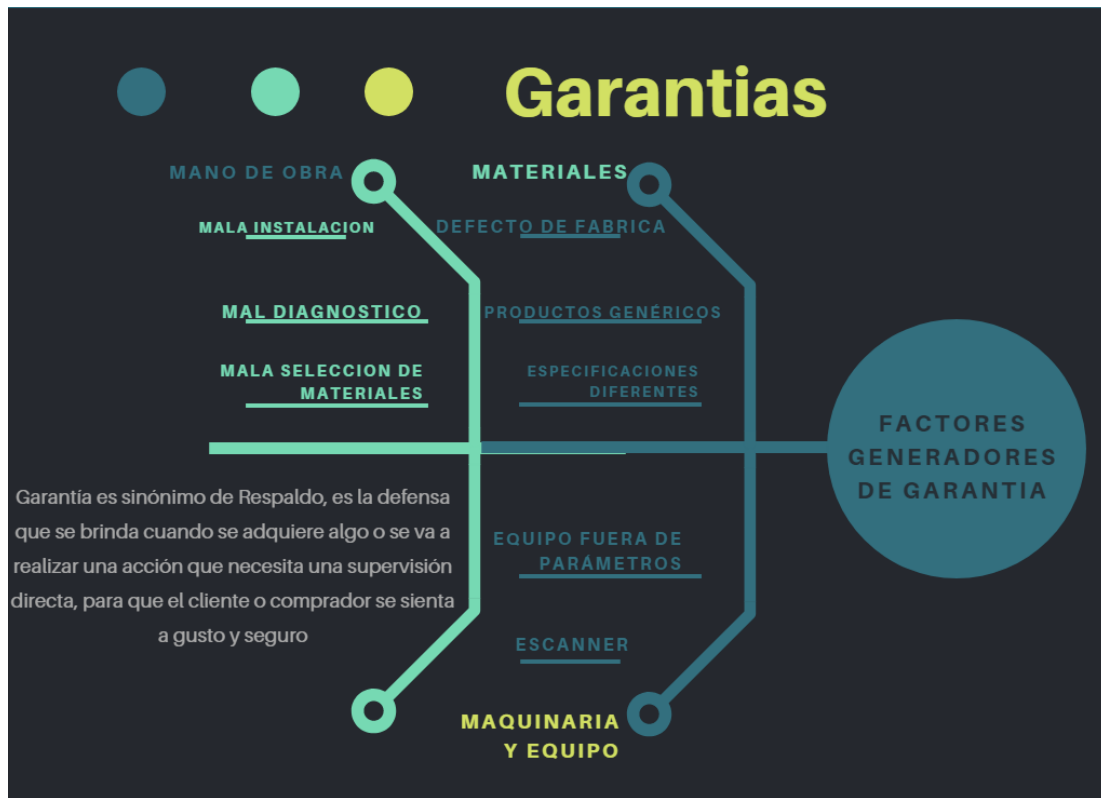 Garantias
MANO DE OBRA
MALA INSTALACION
MAL DIAGNOSTICO
MALA SELECCION DE
MATERIALES
MATERIALES
DEFECTO DE FABRICA
PRODUCTOS GENÉRICOS
ESPECIFICACIONES
DIFERENTES
FACTORES
GENERADORES
DE GARANTIA
Garantía es sinónimo de Respaldo, es la defensa
que se brinda cuando se adquiere algo o se va a
realizar una acción que necesita una supervisión
directa, para que el cliente o comprador se sienta
a gusto y seguro
EQUIPO FUERA DE
PARÁMETROS
ESCANNER
MAQUINARIA
Y EQUIPO